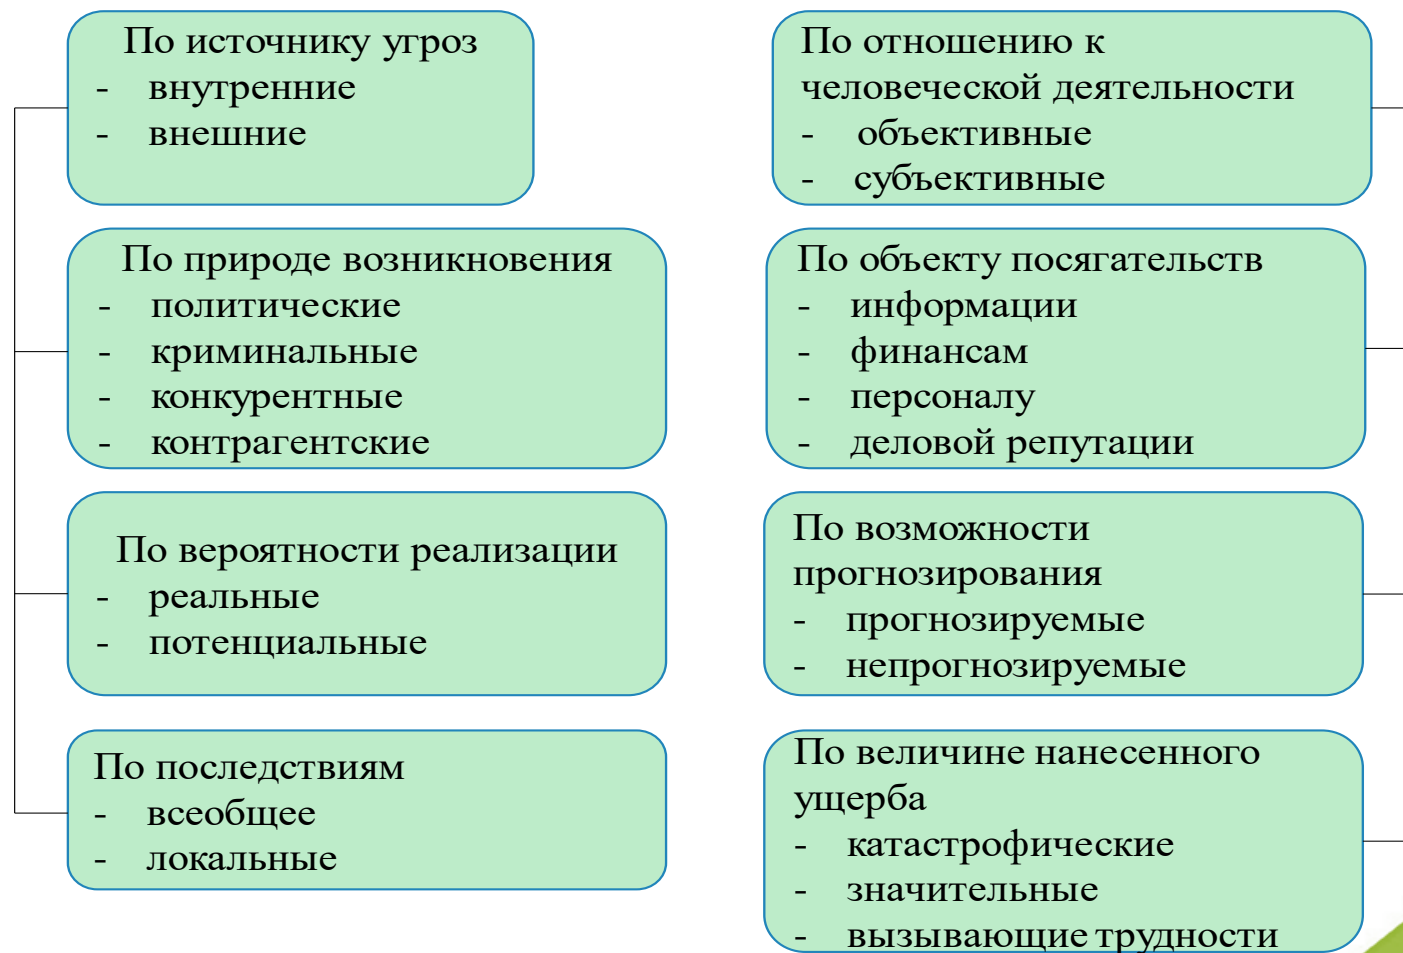 По источнику угроз
- внутренние
- внешние
По природе возникновения
- политические
- криминальные
- конкурентные
- контрагентские
По вероятности реализации
- реальные
- потенциальные
По последствиям
- всеобщее
- локальные
По отношению к
человеческой деятельности
- объективные
- субъективные
По объекту посягательств
- информации
- финансам
- персоналу
- деловой репутации
По возможности
прогнозирования
- прогнозируемые
- непрогнозируемые
По величине нанесенного
ущерба
- катастрофические
- значительные
- вызывающие трудности